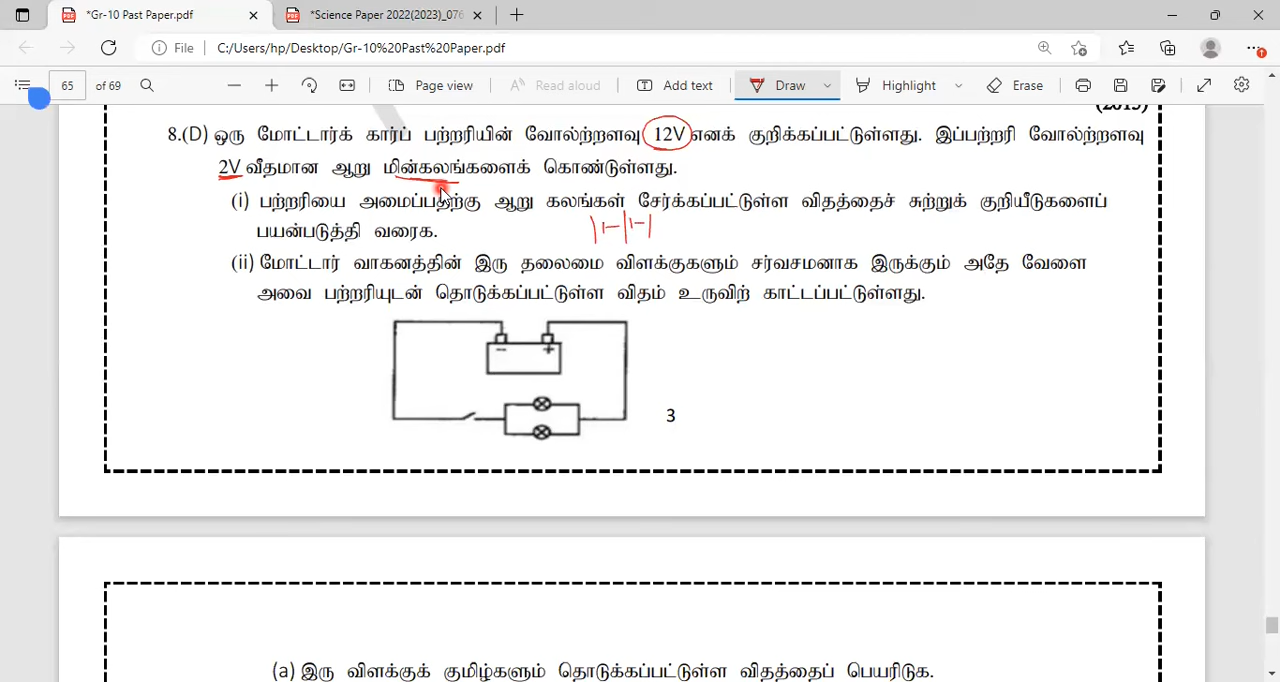 *Gr-10 Past Paper.pdf
*Science Paper 2022(2023)_076
File C:/Users/hp/Desktop/Gr-10%20Past%20Paper.pdf
65 of 69 Page view Read aloud Add text Draw Highlight Erase
(2015)
8.(D) ஒரு மோட்டார்க் கார்ப் பற்றரியின் வோல்ற்றளவு 12V எனக் குறிக்கப்பட்டுள்ளது. இப்பற்றரி வோல்ற்றளவு
2V வீதமான ஆறு மின்கலங்களைக் கொண்டுள்ளது.
(i) பற்றரியை அமைப்பதற்கு ஆறு கலங்கள் சேர்க்கப்பட்டுள்ள விதத்தைச் சுற்றுக் குறியீடுகளைப்
பயன்படுத்தி வரைக.
(ii) மோட்டார் வாகனத்தின் இரு தலைமை விளக்குகளும் சர்வசமனாக இருக்கும் அதே வேளை
அவை பற்றரியுடன் தொடுக்கப்பட்டுள்ள விதம் உருவிற் காட்டப்பட்டுள்ளது.
− +
3
(a) இரு விளக்குக் குமிழ்களும் தொடுக்கப்பட்டுள்ள விதத்தைப் பெயரிடுக.